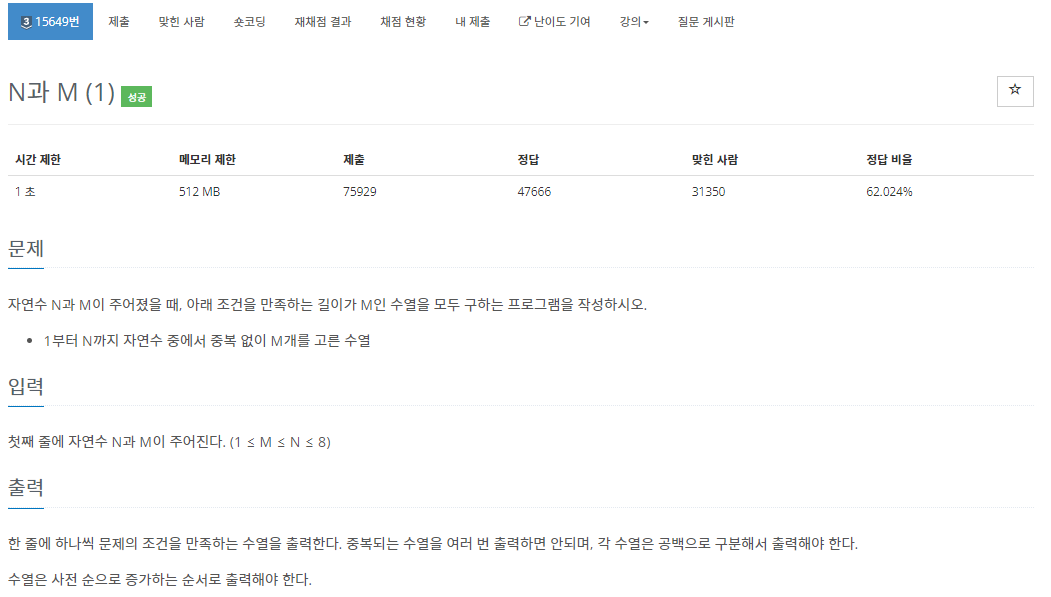 3 15649번 제출 맞힌 사람 숏코딩 재채점 결과 채점 현황 내 제출 난이도 기여 강의 질문 게시판
N과 M (1) 성공
시간 제한 메모리 제한 제출 정답 맞힌 사람 정답 비율
1 초 512 MB 75929 47666 31350 62.024%
문제
자연수 N과 M이 주어졌을 때, 아래 조건을 만족하는 길이가 M인 수열을 모두 구하는 프로그램을 작성하시오.
• 1부터 N까지 자연수 중에서 중복 없이 M개를 고른 수열
입력
첫째 줄에 자연수 N과 M이 주어진다. (1 ≤ M ≤ N ≤ 8)
출력
한 줄에 하나씩 문제의 조건을 만족하는 수열을 출력한다. 중복되는 수열을 여러 번 출력하면 안되며, 각 수열은 공백으로 구분해서 출력해야 한다.
수열은 사전 순으로 증가하는 순서로 출력해야 한다.